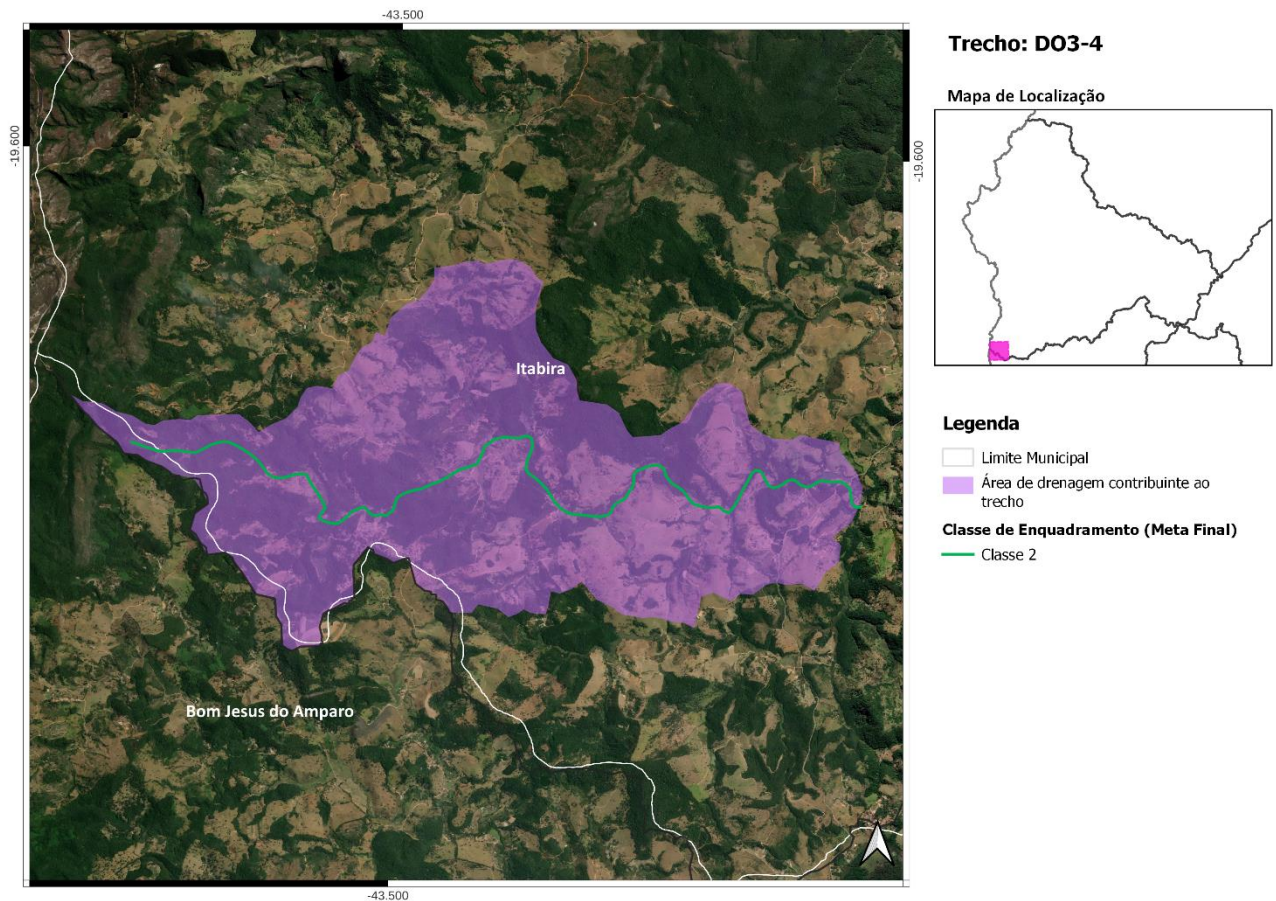 -43.500
Trecho: DO3-4
Mapa de Localização
-19.600
-19.600
Itabira
Legenda
Limite Municipal
Área de drenagem contribuinte ao
trecho
Classe de Enquadramento (Meta Final)
Classe 2
Bom Jesus do Amparo
-43.500